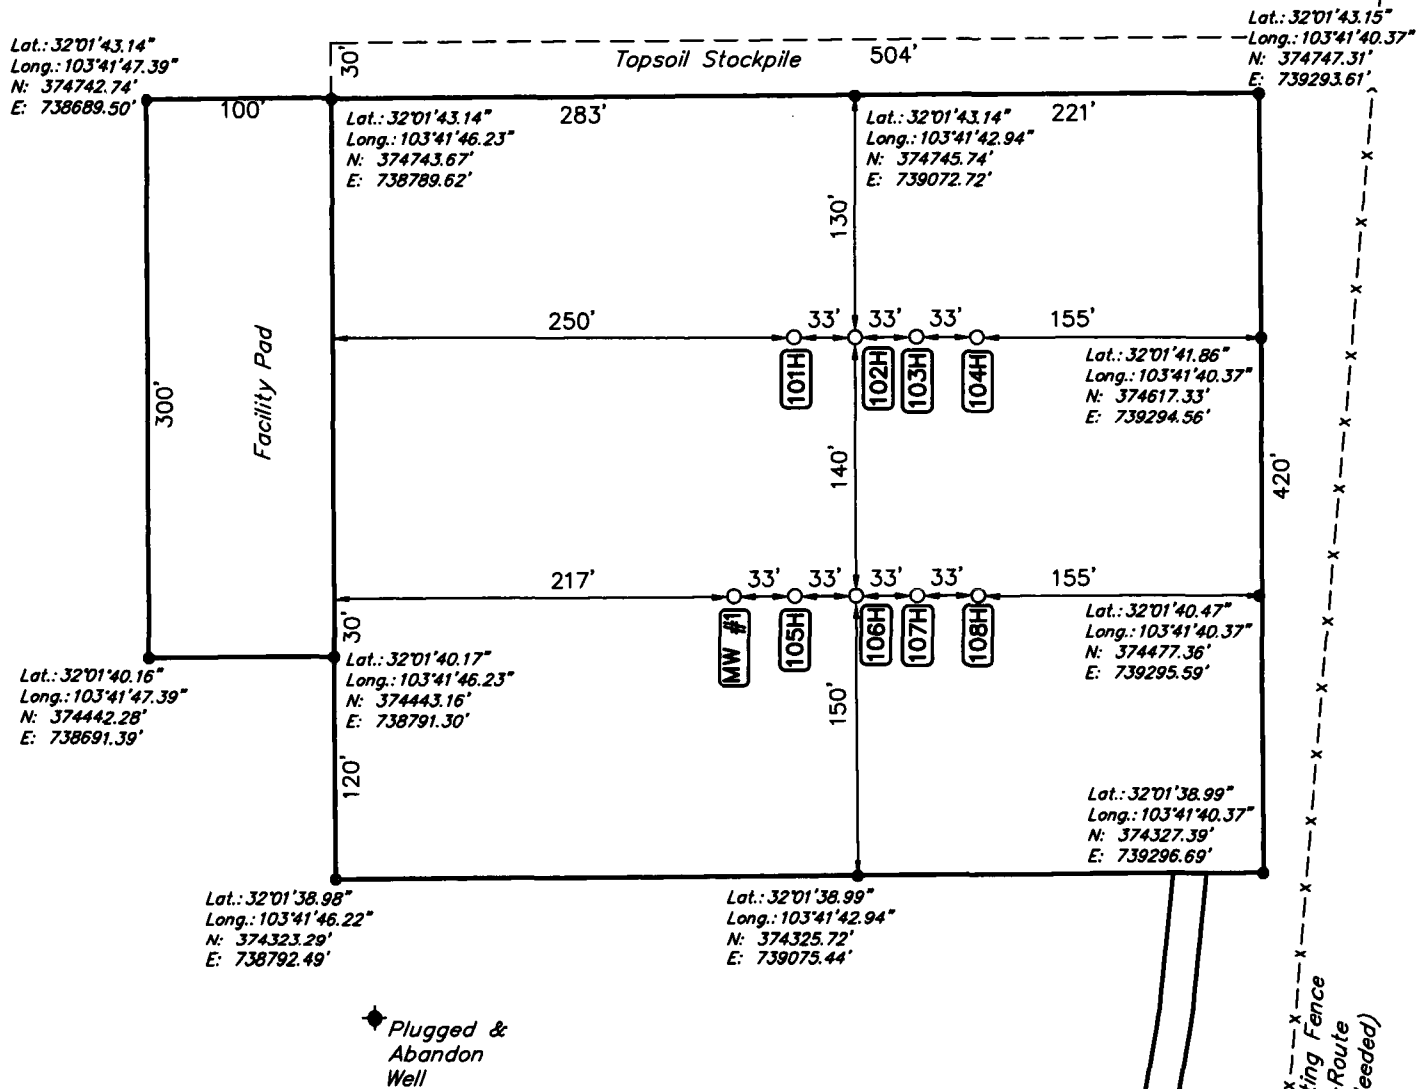 Lat.: 32°01'43.14"
Long.: 103°41'47.39"
N: 374742.74'
E: 738689.50'
30'
Topsoil Stockpile
504'
Lat.: 32°01'43.15"
Long.: 103°41'40.37"
N: 374747.31'
E: 739293.61'
100'
283'
221'
Lat.: 32°01'43.14"
Long.: 103°41'46.23"
N: 374743.67'
E: 738789.62'
Lat.: 32°01'43.14"
Long.: 103°41'42.94"
N: 374745.74'
E: 739072.72'
130'
250'
33'
33'
33'
155'
101H
102H
103H
104H
Lat.: 32°01'41.86"
Long.: 103°41'40.37"
N: 374617.33'
E: 739294.56'
300'
Facility Pad
140'
420'
217'
33'
33'
33'
33'
155'
MW #1
105H
106H
107H
108H
Lat.: 32°01'40.47"
Long.: 103°41'40.37"
N: 374477.36'
E: 739295.59'
30'
Lat.: 32°01'40.16"
Long.: 103°41'47.39"
N: 374442.28'
E: 738691.39'
Lat.: 32°01'40.17"
Long.: 103°41'46.23"
N: 374443.16'
E: 738791.30'
120'
150'
Lat.: 32°01'38.99"
Long.: 103°41'40.37"
N: 374327.39'
E: 739296.69'
Lat.: 32°01'38.98"
Long.: 103°41'46.22"
N: 374323.29'
E: 738792.49'
Lat.: 32°01'38.99"
Long.: 103°41'42.94"
N: 374325.72'
E: 739075.44'
Plugged &
Abandon
Well
Fence
Route